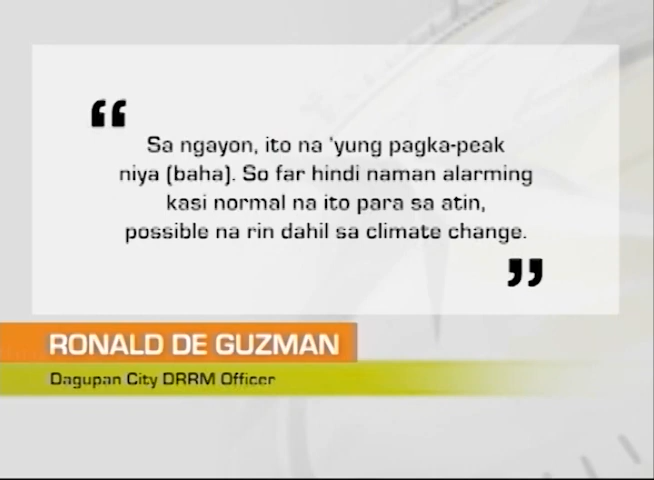 “
Sa ngayon, ito na 'yung pagka-peak
niya (baha). So far hindi naman alarming
kasi normal na ito para sa atin,
possible na rin dahil sa climate change.
”
RONALD DE GUZMAN
Dagupan City DRRM Officer